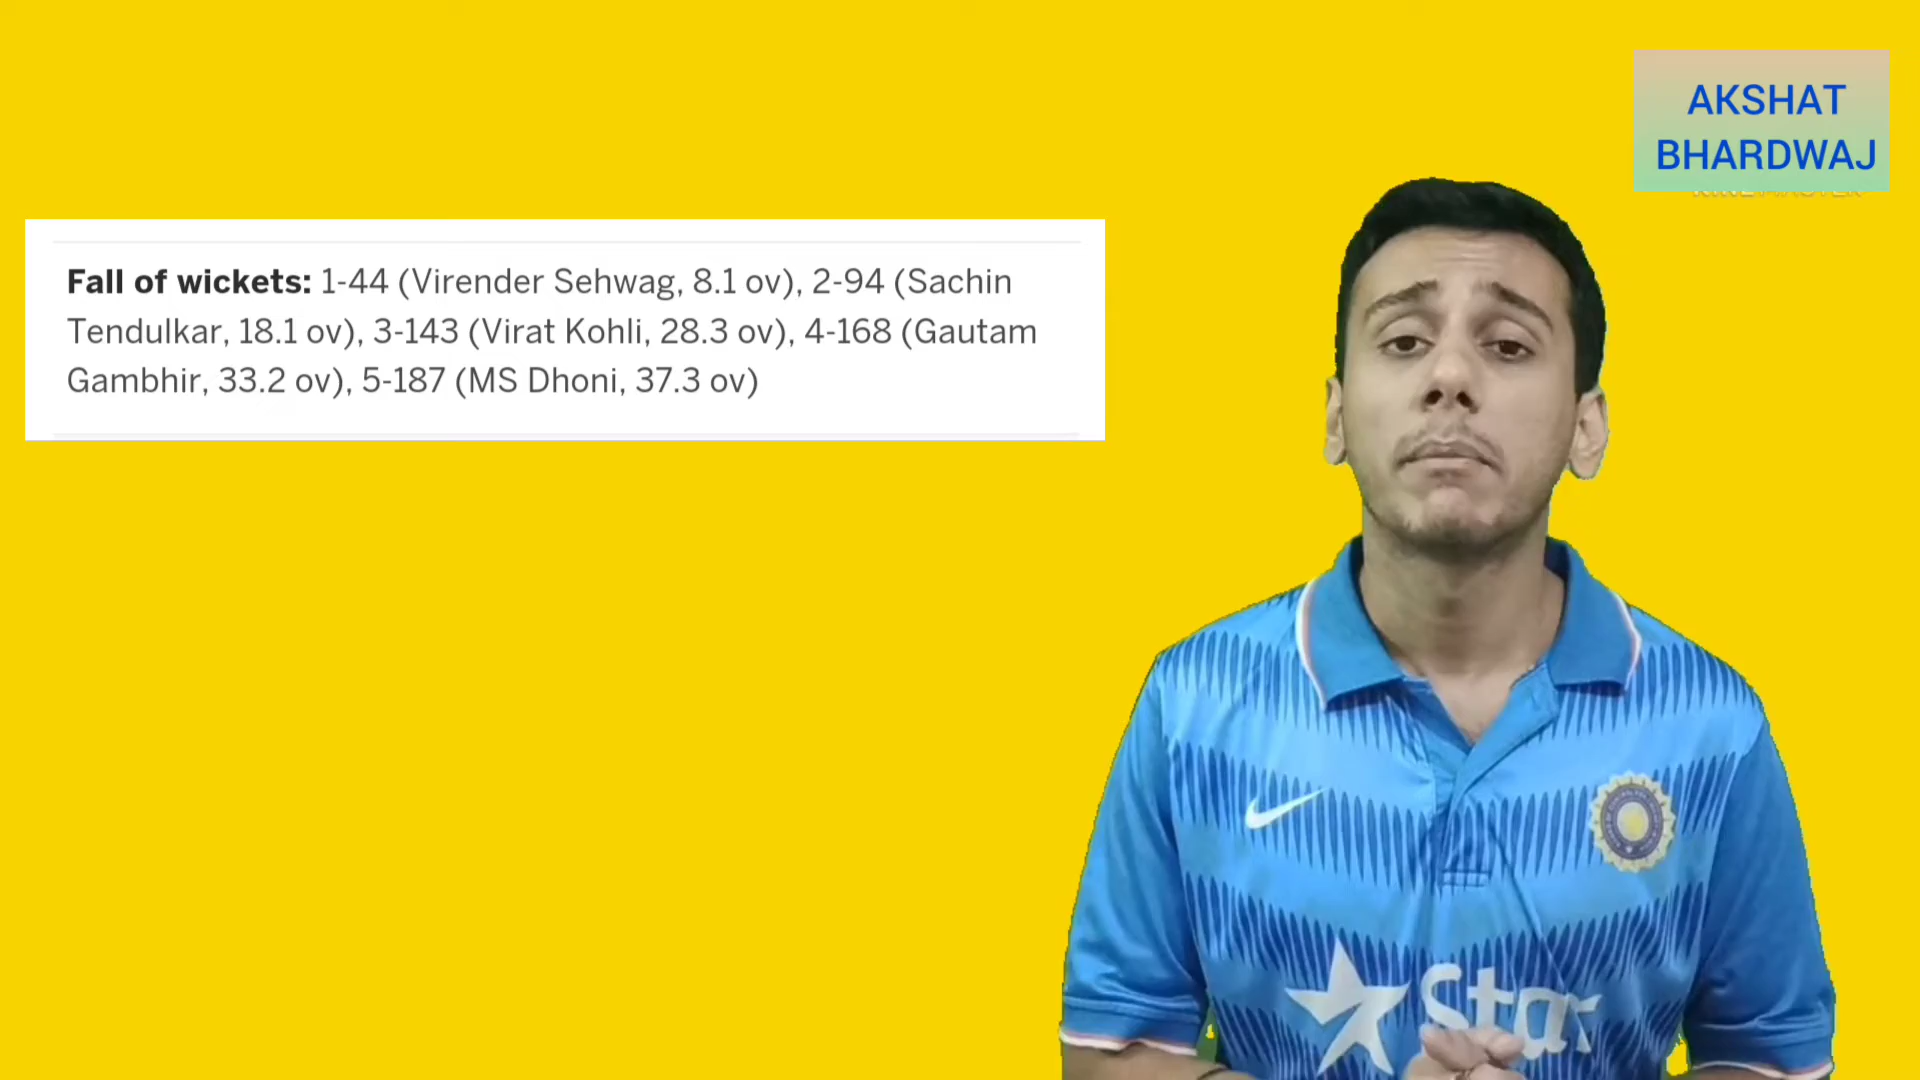 AKSHAT
BHARDWAJ
Fall of wickets: 1-44 (Virender Sehwag, 8.1 ov), 2-94 (Sachin
Tendulkar, 18.1 ov), 3-143 (Virat Kohli, 28.3 ov), 4-168 (Gautam
Gambhir, 33.2 ov), 5-187 (MS Dhoni, 37.3 ov)
Star